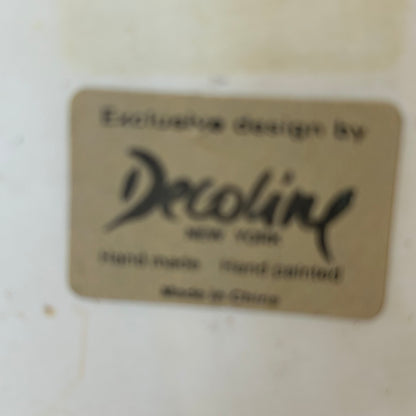 Exclusive design by
Decoline
NEW YORK
Hand made Hand painted
Made in China